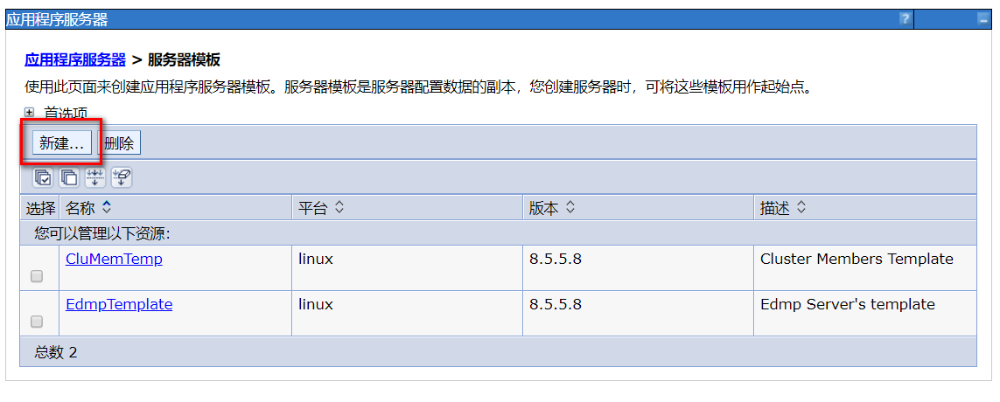 应用程序服务器 ? –
应用程序服务器 > 服务器模板
使用此页面来创建应用程序服务器模板。服务器模板是服务器配置数据的副本，您创建服务器时，可将这些模板用作起始点。
+ 首选项
新建... 删除
选择 名称 平台 版本 描述
您可以管理以下资源:
CluMemTemp linux 8.5.5.8 Cluster Members Template
EdmpTemplate linux 8.5.5.8 Edmp Server's template
总数 2